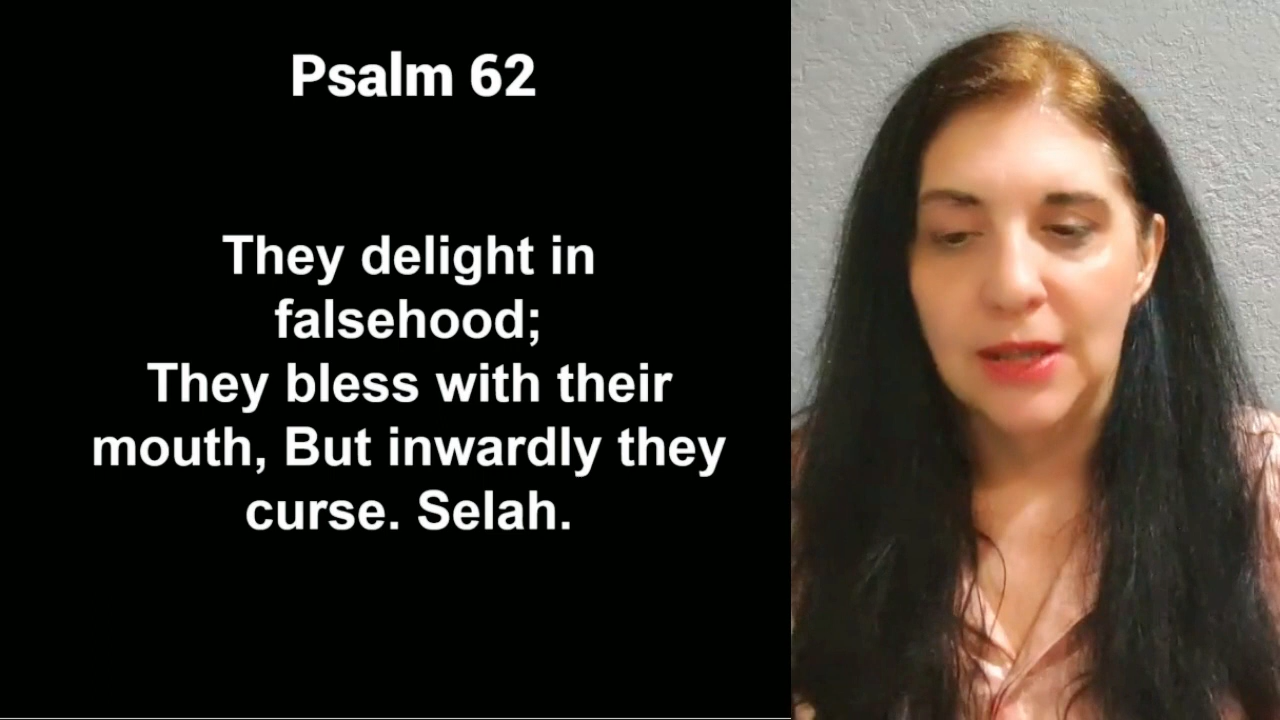 Psalm 62
They delight in
falsehood;
They bless with their
mouth, But inwardly they
curse. Selah.